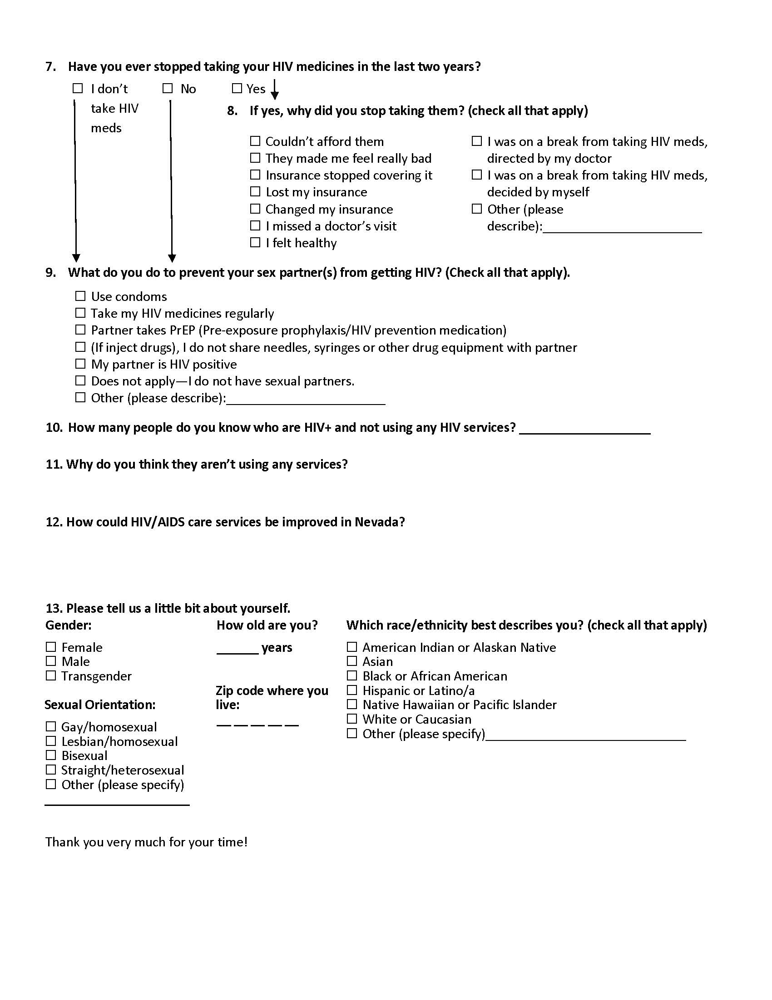 7. Have you ever stopped taking your HIV medicines in the last two years?
☐ I don't take HIV meds
☐ No
☐ Yes
8. If yes, why did you stop taking them? (check all that apply)
☐ Couldn't afford them
☐ They made me feel really bad
☐ Insurance stopped covering it
☐ Lost my insurance
☐ Changed my insurance
☐ I missed a doctor's visit
☐ I felt healthy
☐ I was on a break from taking HIV meds,
directed by my doctor
☐ I was on a break from taking HIV meds,
decided by myself
☐ Other (please
describe):________________________
9. What do you do to prevent your sex partner(s) from getting HIV? (Check all that apply).
☐ Use condoms
☐ Take my HIV medicines regularly
☐ Partner takes PrEP (Pre-exposure prophylaxis/HIV prevention medication)
☐ (If inject drugs), I do not share needles, syringes or other drug equipment with partner
☐ My partner is HIV positive
☐ Does not apply—I do not have sexual partners.
☐ Other (please describe):________________________
10. How many people do you know who are HIV+ and not using any HIV services? ____________________
11. Why do you think they aren't using any services?
12. How could HIV/AIDS care services be improved in Nevada?
13. Please tell us a little bit about yourself.
Gender:
☐ Female
☐ Male
☐ Transgender
Sexual Orientation:
☐ Gay/homosexual
☐ Lesbian/homosexual
☐ Bisexual
☐ Straight/heterosexual
☐ Other (please specify)
______________________
How old are you?
______ years
Zip code where you
live:
__ __ __ __ __
Which race/ethnicity best describes you? (check all that apply)
☐ American Indian or Alaskan Native
☐ Asian
☐ Black or African American
☐ Hispanic or Latino/a
☐ Native Hawaiian or Pacific Islander
☐ White or Caucasian
☐ Other (please specify)______________________________
Thank you very much for your time!